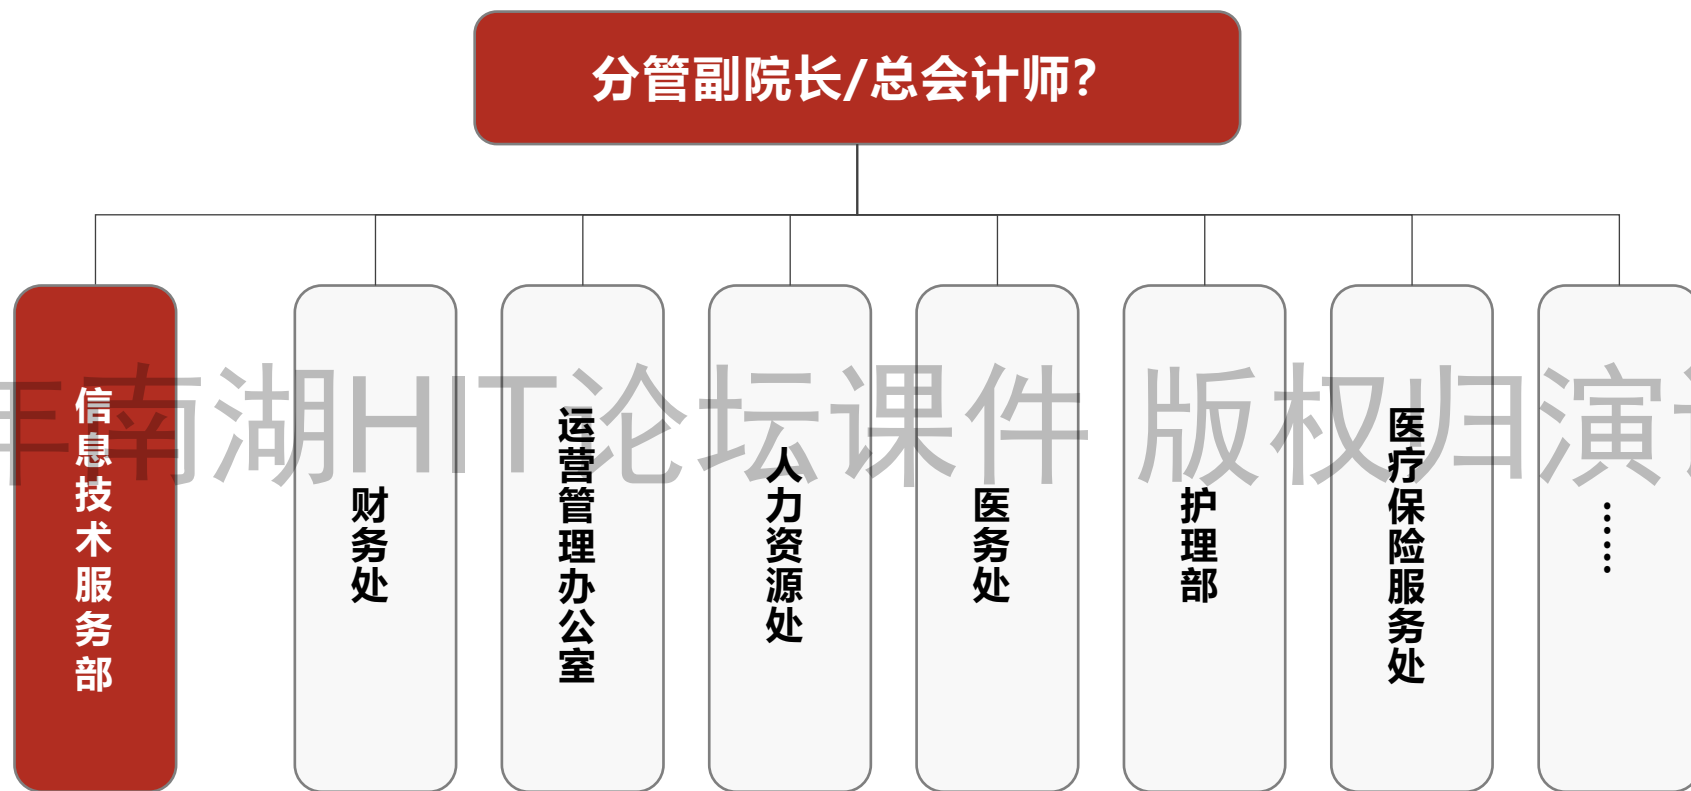 分管副院长/总会计师?
信息技术服务部
财务处
运营管理办公室
人力资源处
医务处
护理部
医疗保险服务处
……
年南湖HIT论坛课件 版权归演讲